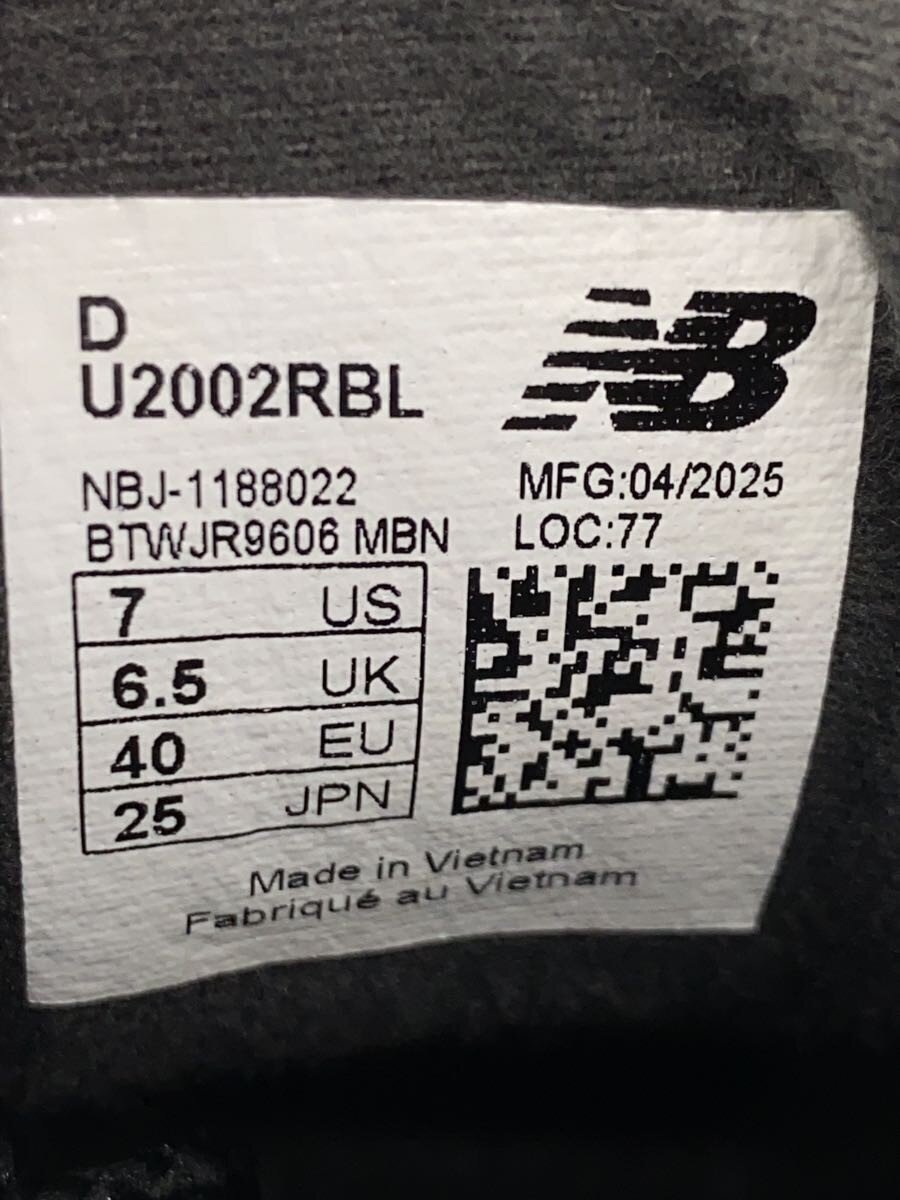 D
U2002RBL
NB
NBJ-1188022
BTWJR9606 MBN
MFG:04/2025
LOC:77
7 US
6.5 UK
40 EU
25 JPN
Made in Vietnam
Fabriqué au Vietnam